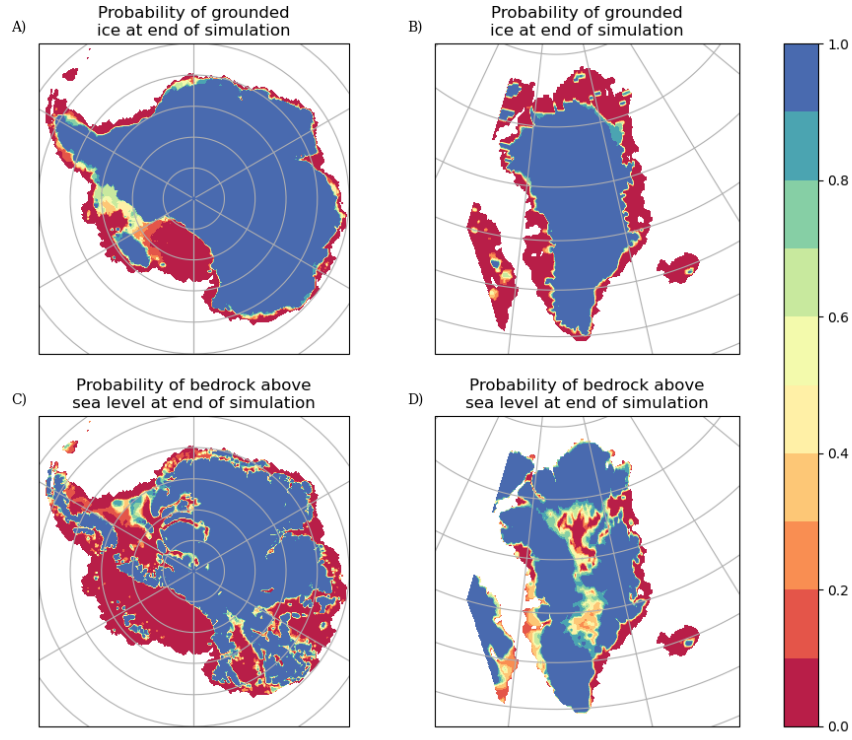 A)
Probability of grounded
ice at end of simulation
B)
Probability of grounded
ice at end of simulation
1.0
0.8
0.6
0.4
0.2
0.0
C)
Probability of bedrock above
sea level at end of simulation
D)
Probability of bedrock above
sea level at end of simulation